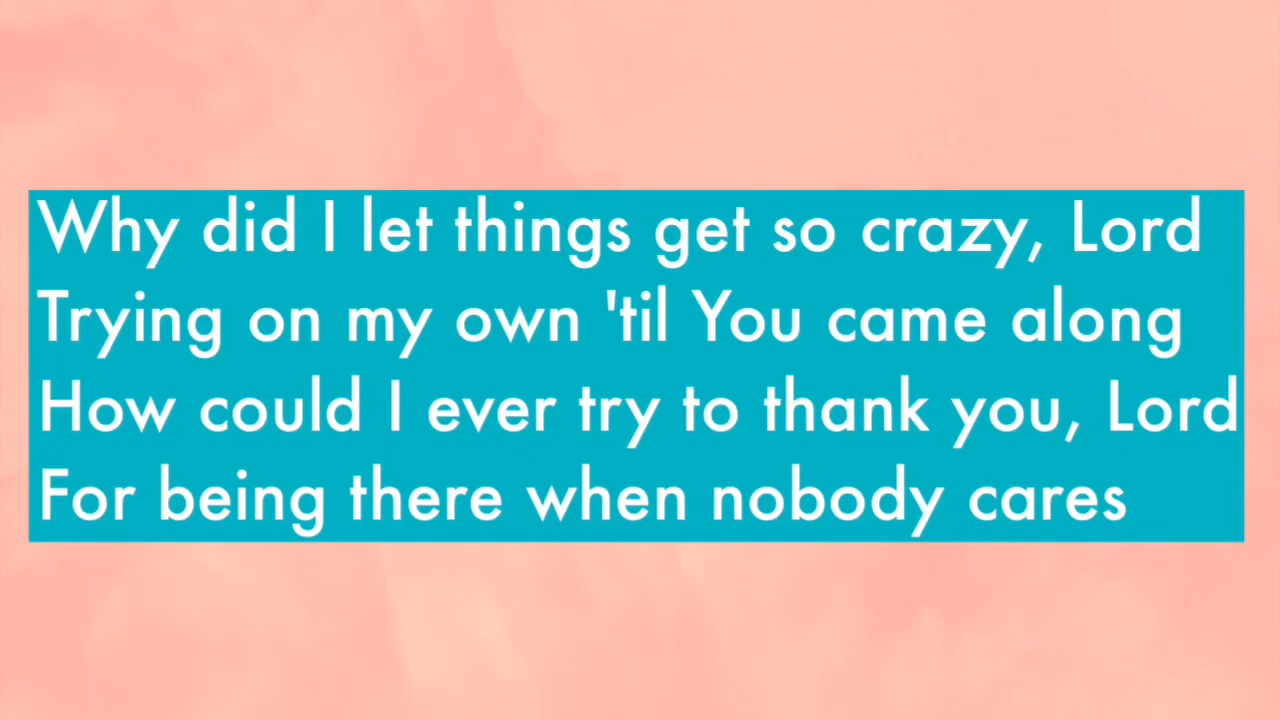 Why did I let things get so crazy, Lord
Trying on my own 'til You came along
How could I ever try to thank you, Lord
For being there when nobody cares